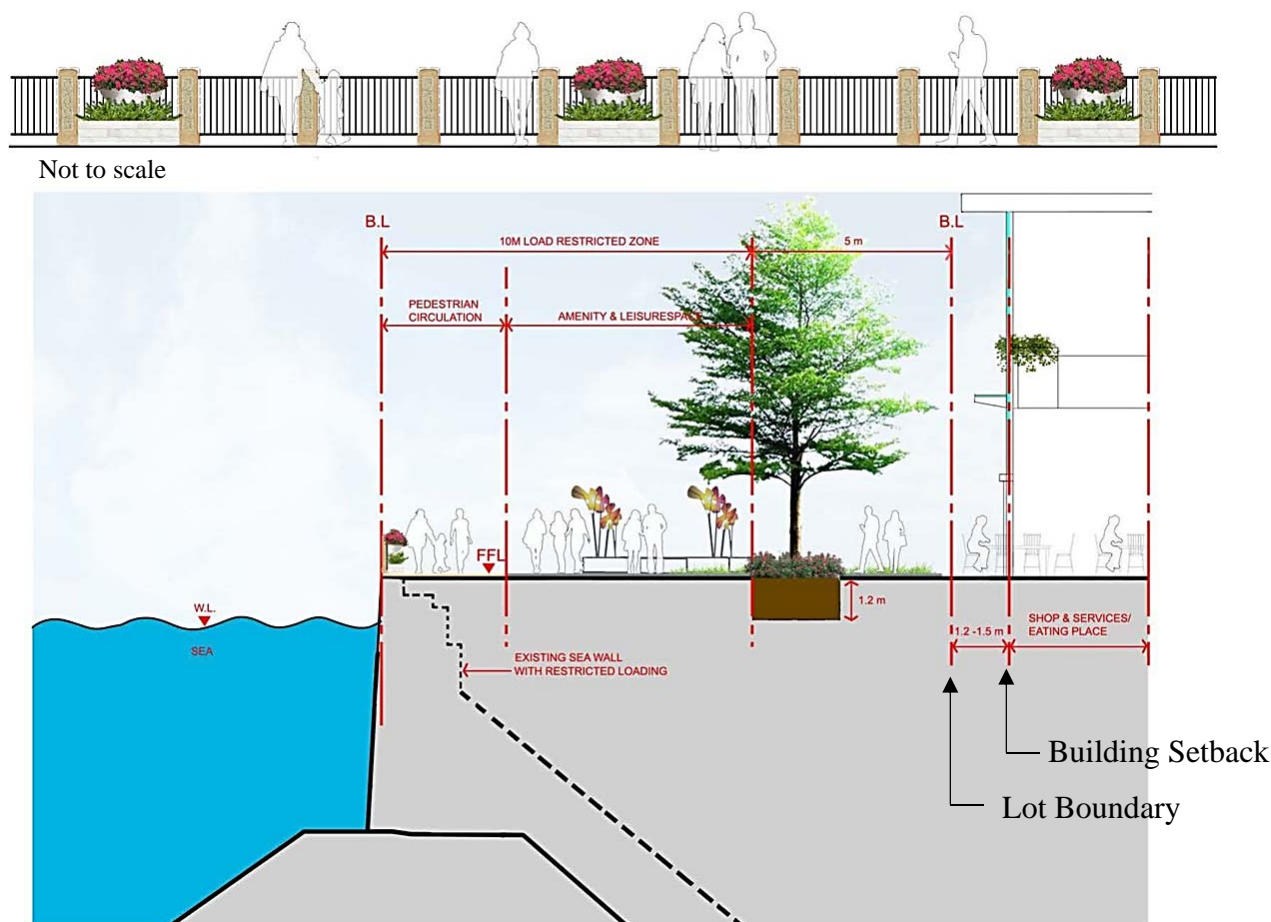 Not to scale
B.L
B.L
10M LOAD RESTRICTED ZONE
5 m
PEDESTRIAN
CIRCULATION
AMENITY & LEISURESPACE
FFL
W.L.
SEA
1.2 m
EXISTING SEA WALL
WITH RESTRICTED LOADING
1.2 -1.5 m
SHOP & SERVICES/
EATING PLACE
Building Setback
Lot Boundary